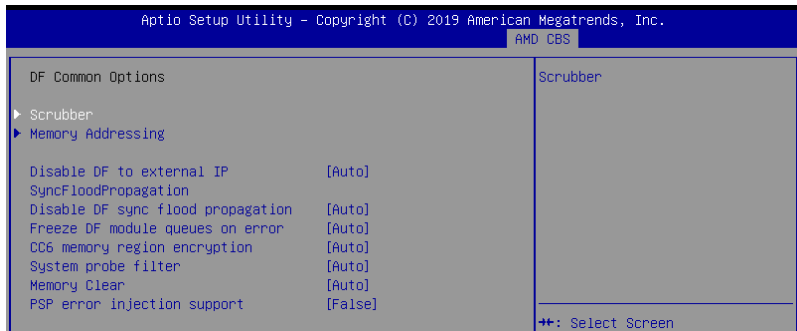 Aptio Setup Utility – Copyright (C) 2019 American Megatrends, Inc.
AMD CBS
DF Common Options
Scrubber
Scrubber
Memory Addressing
Disable DF to external IP [Auto]
SyncFloodPropagation
Disable DF sync flood propagation [Auto]
Freeze DF module queues on error [Auto]
CC6 memory region encryption [Auto]
System probe filter [Auto]
Memory Clear [Auto]
PSP error injection support [False]
: Select Screen